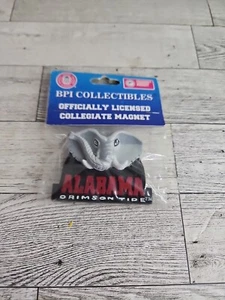 BPI COLLECTIBLES
OFFICIALLY LICENSED
COLLEGIATE MAGNET
ALABAMA
CRIMSON TIDE